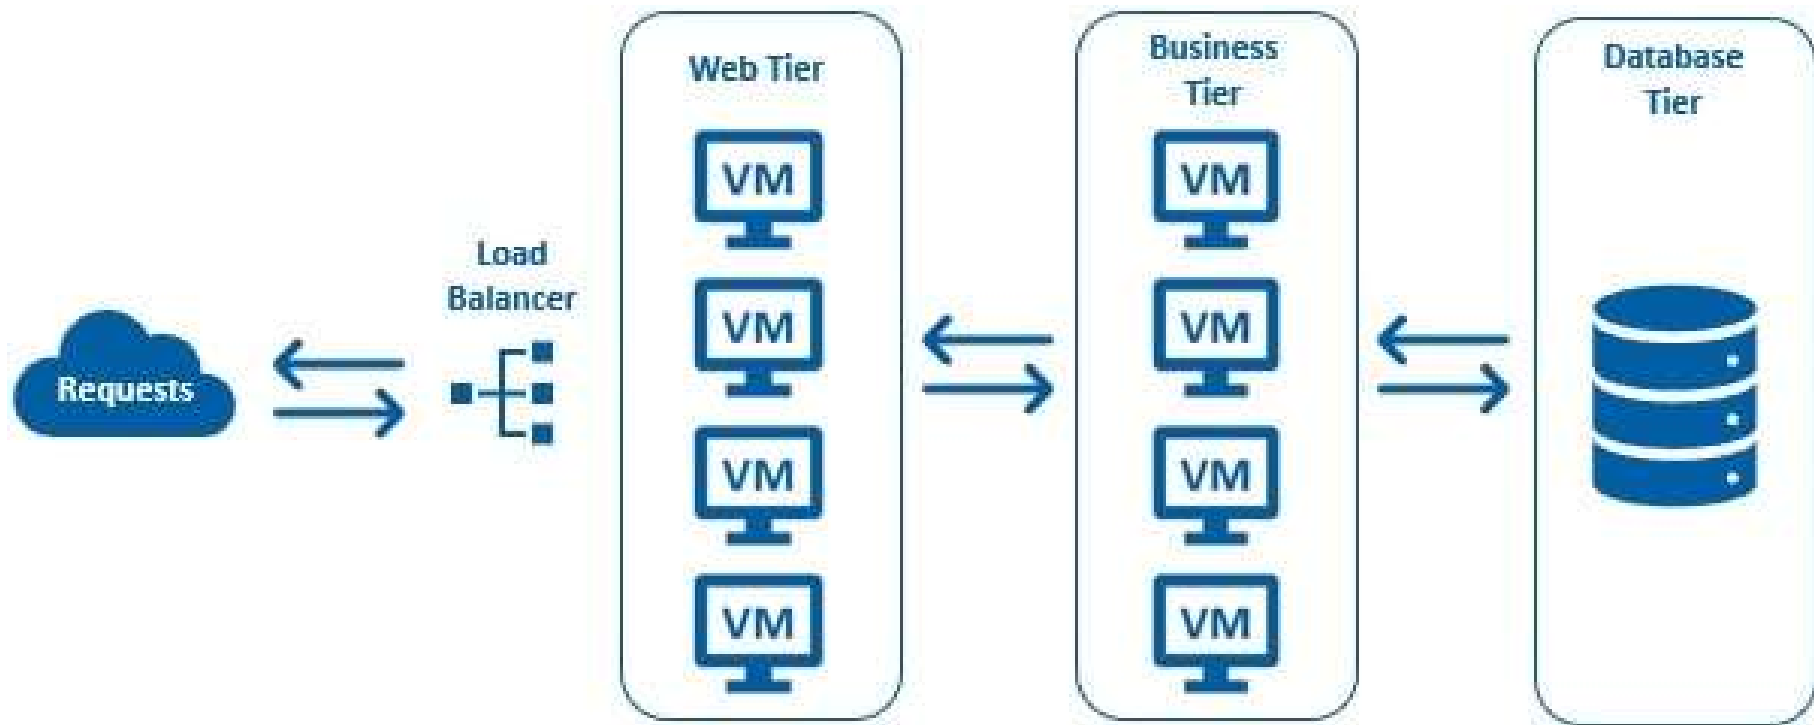 Requests
Load
Balancer
Web Tier
VM
VM
VM
VM
Business
Tier
VM
VM
VM
VM
Database
Tier